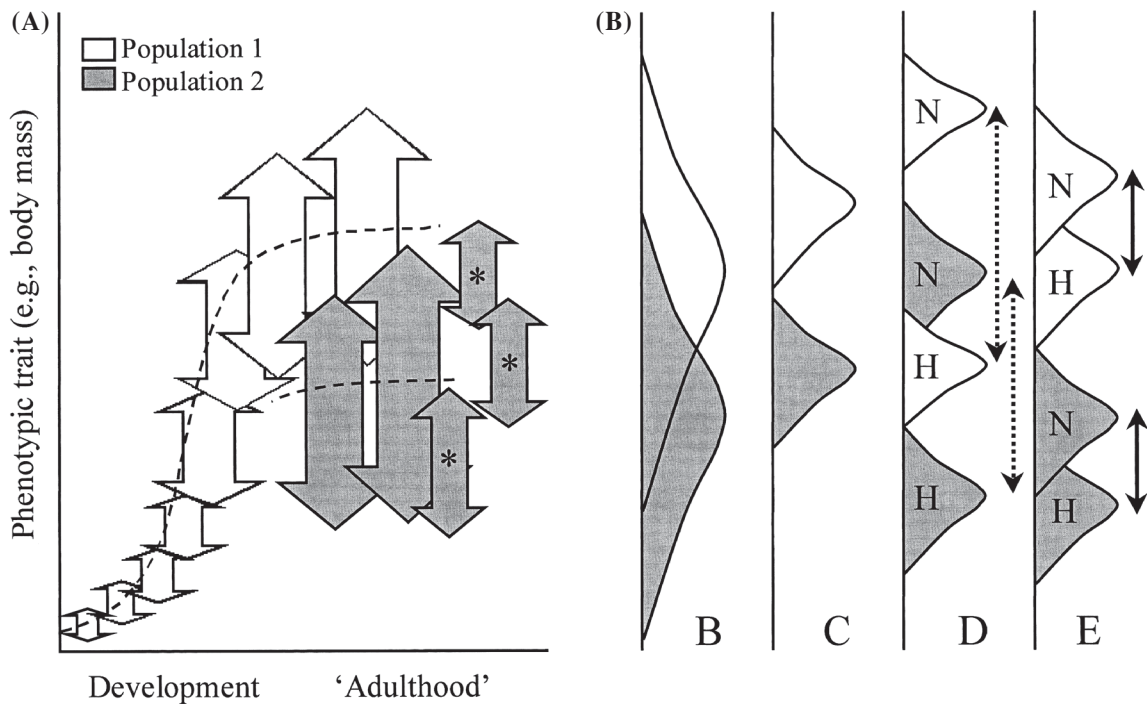 (A)
Population 1
Population 2
Phenotypic trait (e.g., body mass)
*
*
*
Development
‘Adulthood’
(B)
B
C
N
N
H
H
D
N
H
N
H
E